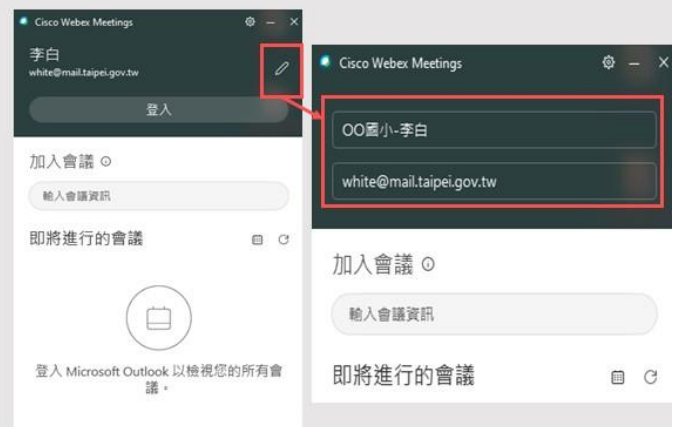 Cisco Webex Meetings
李白
white@mail.taipei.gov.tw
登入
加入會議
輸入會議資訊
即將進行的會議
登入 Microsoft Outlook 以檢視您的所有會
議。
Cisco Webex Meetings
OO國小-李白
white@mail.taipei.gov.tw
加入會議
輸入會議資訊
即將進行的會議